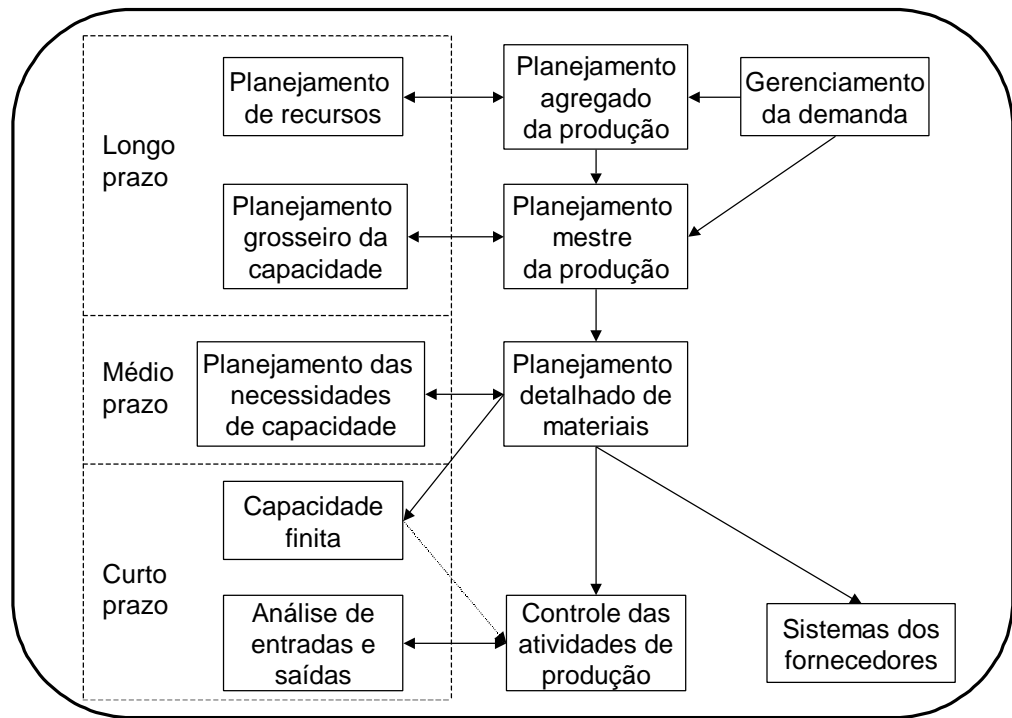 Planejamento
de recursos
Planejamento
agregado
da produção
Gerenciamento
da demanda
Longo
prazo
Planejamento
grosseiro da
capacidade
Planejamento
mestre
da produção
Médio
prazo
Planejamento das
necessidades
de capacidade
Planejamento
detalhado de
materiais
Capacidade
finita
Curto
prazo
Análise de
entradas e
saídas
Controle das
atividades de
produção
Sistemas dos
fornecedores